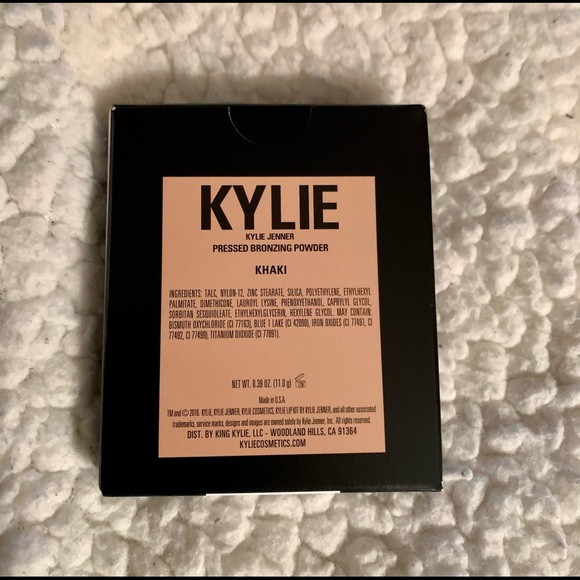 KYLIE
KYLIE JENNER
PRESSED BRONZING POWDER
KHAKI
INGREDIENTS: TALC, NYLON-12, ZINC STEARATE, SILICA, POLYETHYLENE, ETHYLHEXYL
PALMITATE, DIMETHICONE, LAUROYL LYSINE, PHENOXYETHANOL, CAPRYLYL GLYCOL,
SORBITAN SESQUIOLEATE, ETHYLHEXYLGLYCERIN, HEXYLENE GLYCOL. MAY CONTAIN:
BISMUTH OXYCHLORIDE (CI 77163), BLUE 1 LAKE (CI 42090), IRON OXIDES (CI 77491, CI
77492, CI 77499), TITANIUM DIOXIDE (CI 77891).
NET WT. 0.39 OZ. (11.0 g)
Made in U.S.A.
TM and © 2016. KYLIE, KYLIE JENNER, KYLIE COSMETICS, KYLIE LIP KIT BY KYLIE JENNER, and all other associated
trademarks, service marks, designs and images are owned solely by Kylie Jenner, Inc. All rights reserved.
DIST. BY KING KYLIE, LLC - WOODLAND HILLS, CA 91364
KYLIECOSMETICS.COM